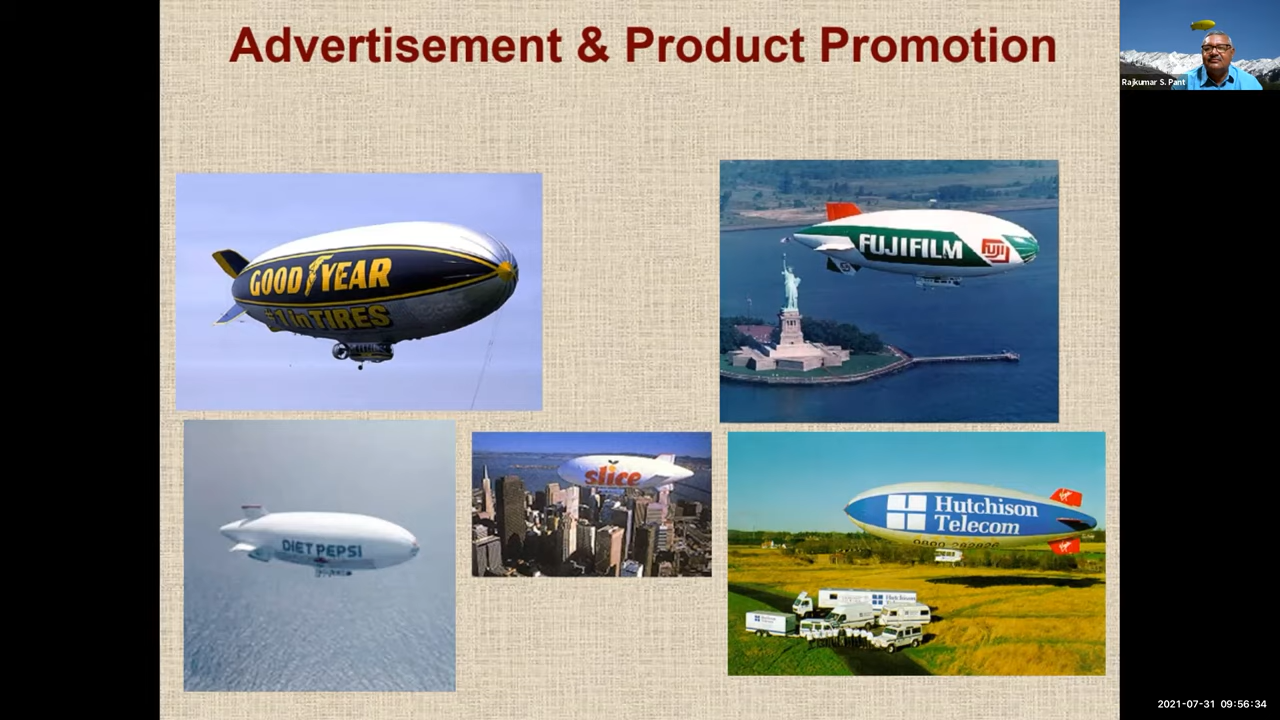 Advertisement & Product Promotion
Rajkumar S. Pant
GOODYEAR
#1 in TIRES
FUJIFILM
FUJI
DIET PEPSI
slice
Hutchison
Telecom
2021-07-31 09:56:34